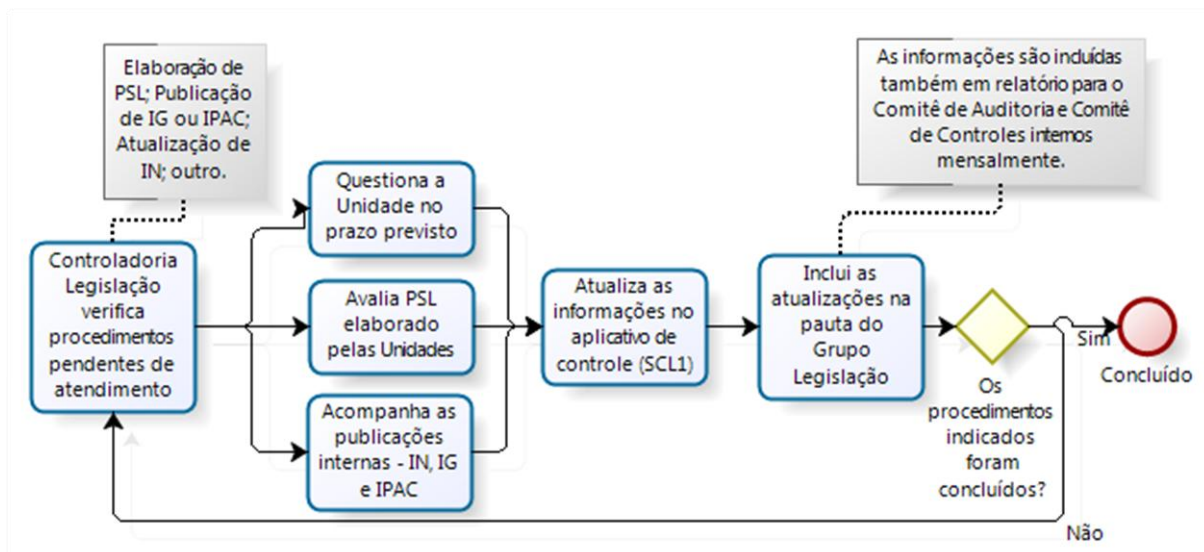 Elaboração de
PSL; Publicação
de IG ou IPAC;
Atualização de
IN; outro.
As informações são incluídas
também em relatório para o
Comitê de Auditoria e Comitê
de Controles internos
mensalmente.
Controladoria
Legislação
verifica
procedimentos
pendentes de
atendimento
Questiona a
Unidade no
prazo previsto
Avalia PSL
elaborado
pelas Unidades
Acompanha as
publicações
internas - IN, IG
e IPAC
Atualiza as
informações no
aplicativo de
controle (SCL1)
Inclui as
atualizações na
pauta do
Grupo
Legislação
Os
procedimentos
indicados
foram
concluídos?
Sim
Concluído
Não